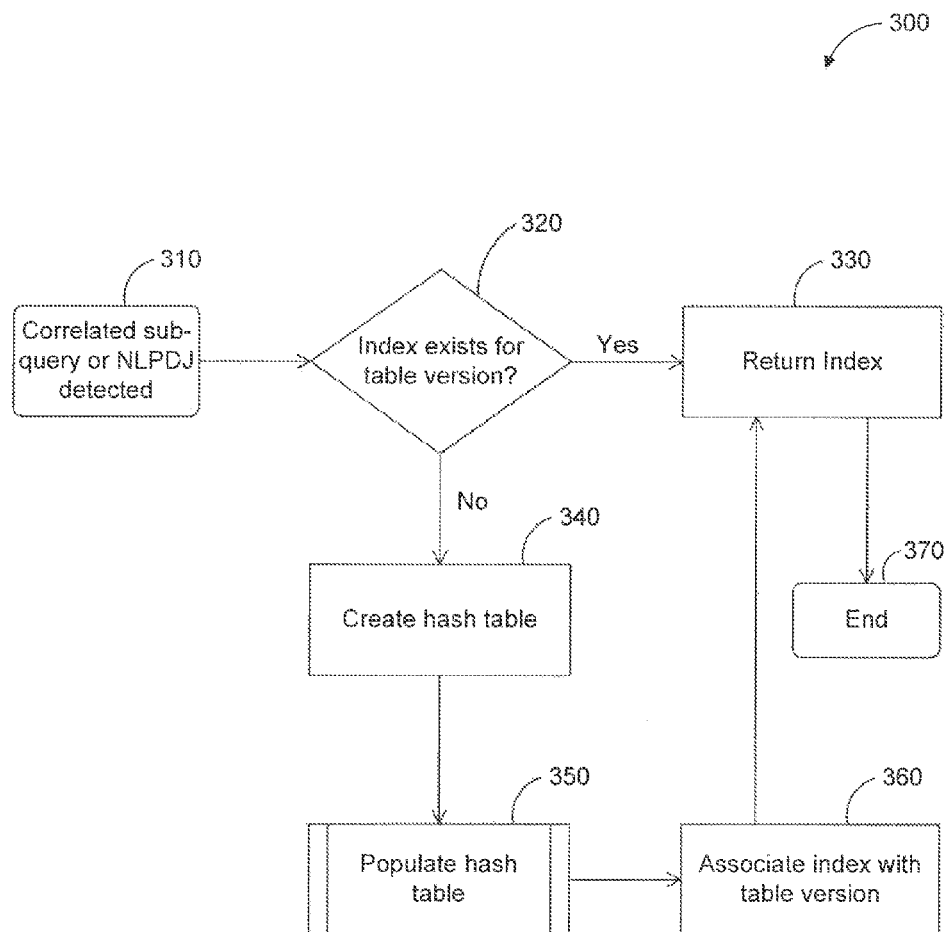 300
310
Correlated sub-
query or NLPDJ
detected
320
Index exists for
table version?
Yes
330
Return Index
No
340
Create hash table
370
End
350
Populate hash
table
360
Associate index with
table version